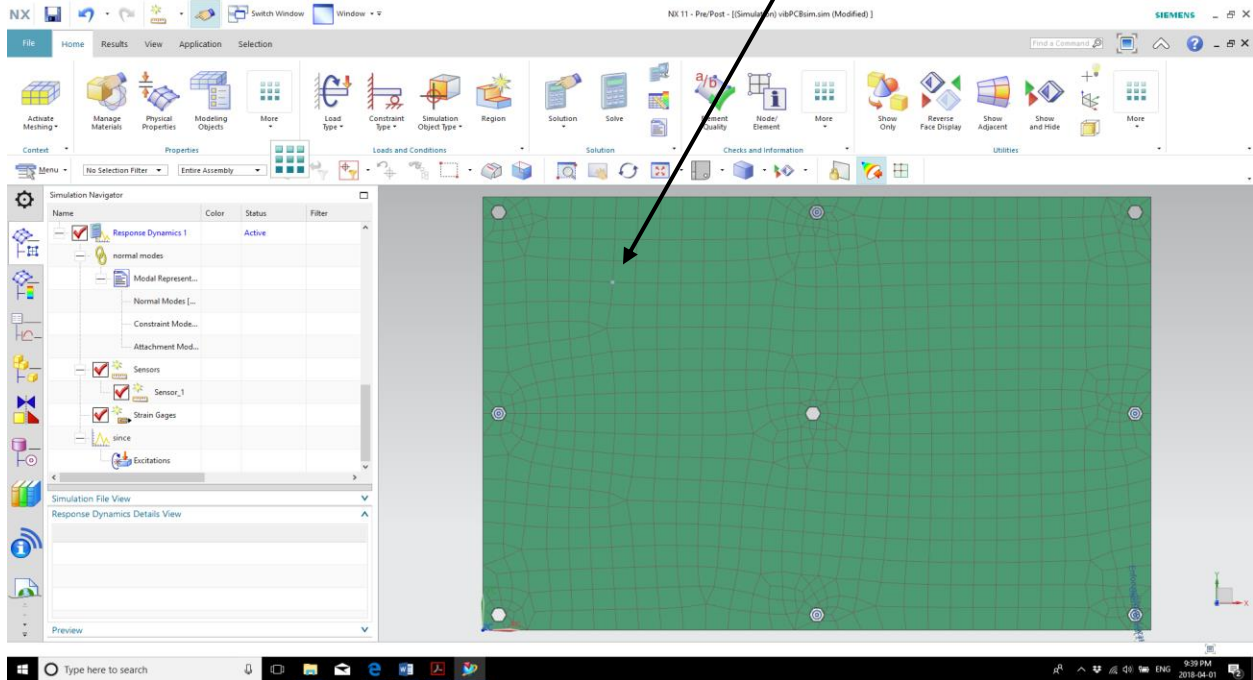 NX Switch Window Window NX 11 - Pre/Post - [(Simulation) vibPCBsim.sim (Modified) ] SIEMENS
File Home Results View Application Selection Find a Command
Activate Meshing Manage Materials Physical Properties Modeling Objects More Load Type Constraint Type Simulation Object Type Region Solution Solve Element Quality Node/ Element More Show Only Reverse Face Display Show Adjacent Show and Hide More
Context Properties Loads and Conditions Solution Checks and Information Utilities
Menu No Selection Filter Entire Assembly
Simulation Navigator
Name Color Status Filter
Response Dynamics 1 Active
normal modes
Modal Represent...
Normal Modes [...
Constraint Mode...
Attachment Mod...
Sensors
Sensor_1
Strain Gages
since
Excitations
Simulation File View
Response Dynamics Details View
Preview
Y
X
Type here to search ENG 9:39 PM
2018-04-01